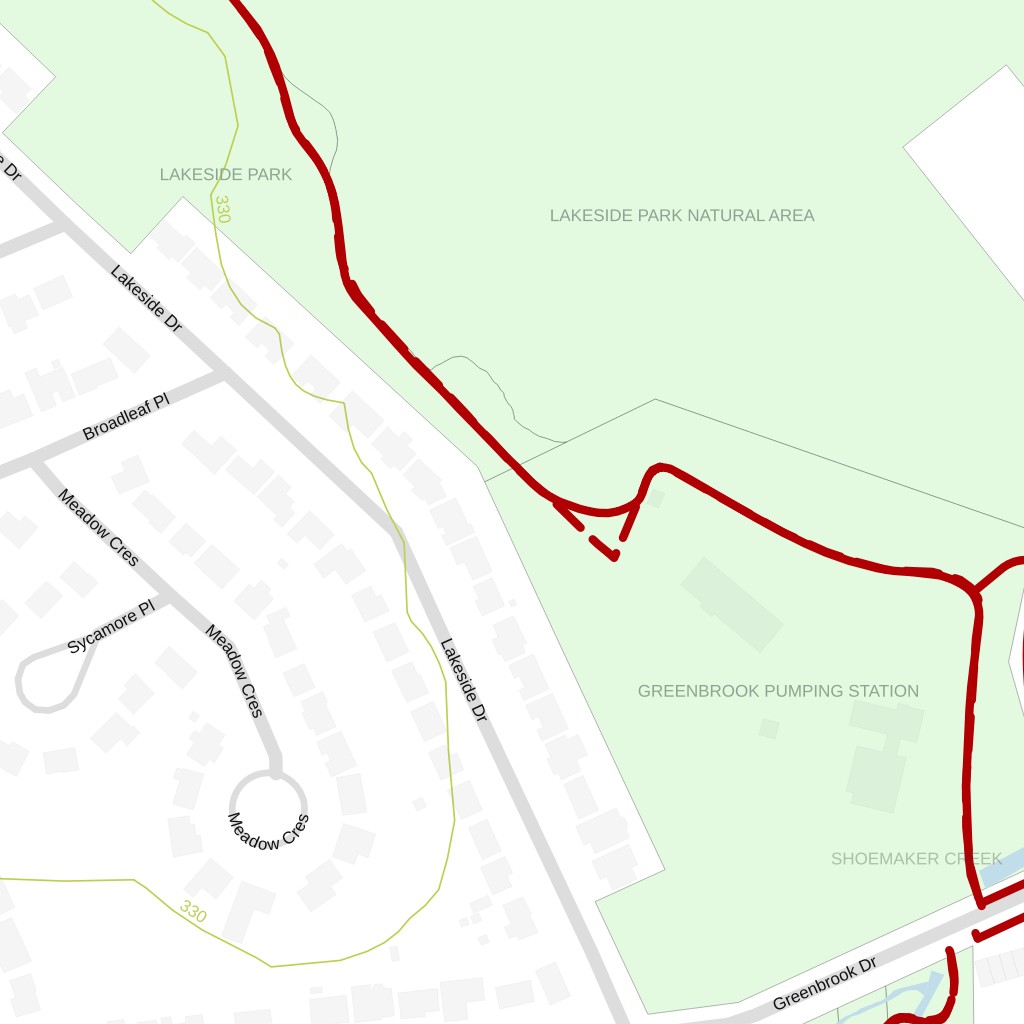 e Dr
LAKESIDE PARK
330
LAKESIDE PARK NATURAL AREA
Lakeside Dr
Broadleaf Pl
Meadow Cres
Sycamore Pl
Meadow Cres
Lakeside Dr
GREENBROOK PUMPING STATION
Meadow Cres
SHOEMAKER CREEK
330
Greenbrook Dr